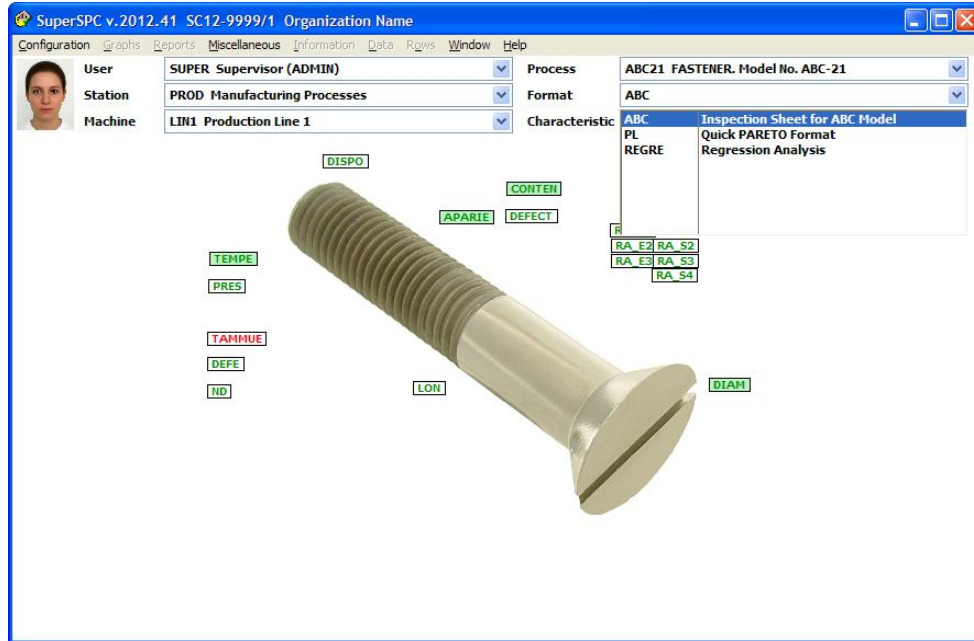 SuperSPC v.2012.41 SC12-9999/1 Organization Name
Configuration Graphs Reports Miscellaneous Information Data Rows Window Help
User SUPER Supervisor (ADMIN) Process ABC21 FASTENER. Model No. ABC-21
Station PROD Manufacturing Processes Format ABC
Machine LIN1 Production Line 1 Characteristic ABC Inspection Sheet for ABC Model
PL Quick PARETO Format
REGRE Regression Analysis
DISPO
CONTEN
APARIE DEFECT
RA_E2 RA_S2
TEMPE RA_E3 RA_S3
RA_S4
PRES
TAMMUE
DEFE
ND LON DIAM